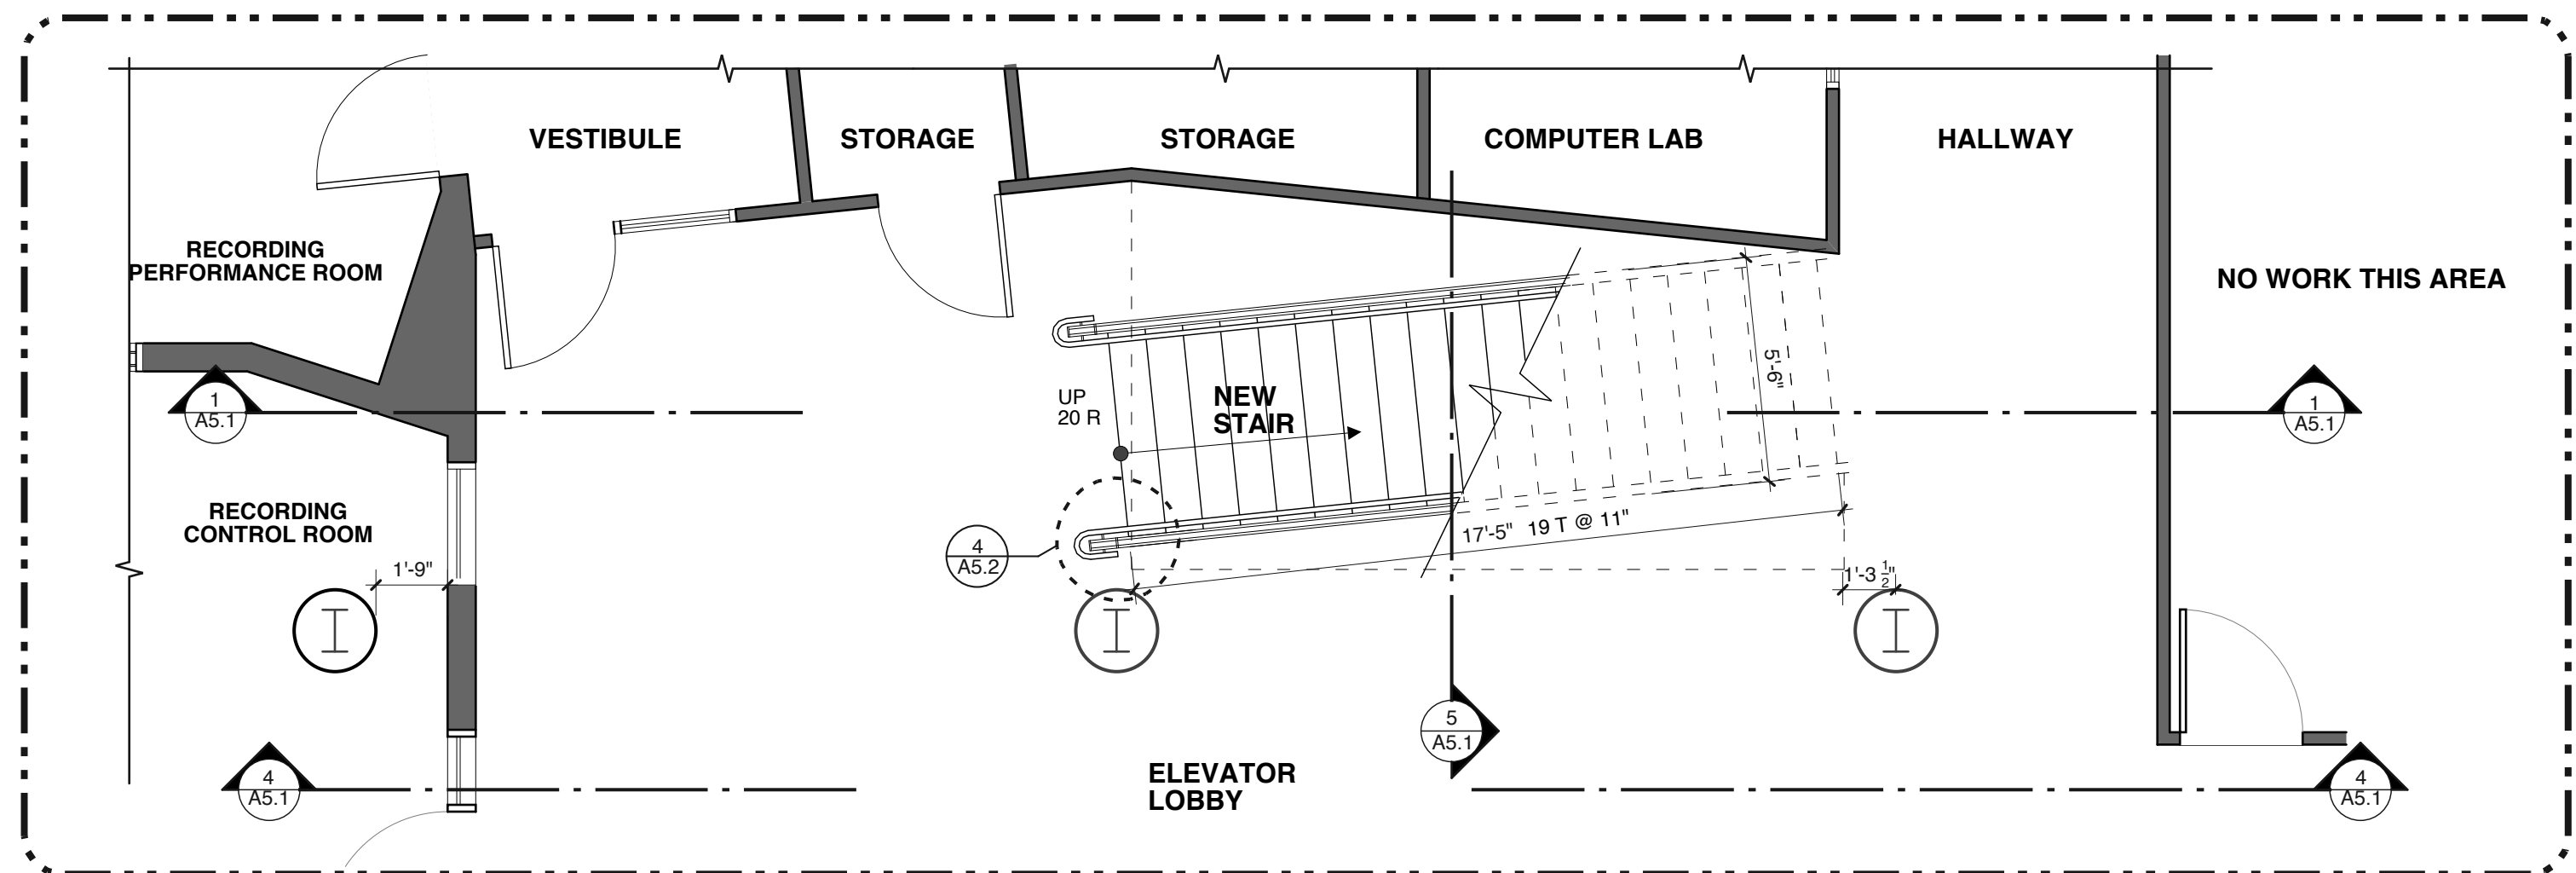 VESTIBULE
STORAGE
STORAGE
COMPUTER LAB
HALLWAY
RECORDING
PERFORMANCE ROOM
NO WORK THIS AREA
5'-6"
UP
20 R
NEW
STAIR
1
A5.1
1
A5.1
RECORDING
CONTROL ROOM
17'-5" 19 T @ 11"
4
A5.2
1'-9"
1'-3 1/2"
5
A5.1
ELEVATOR
LOBBY
4
A5.1
4
A5.1